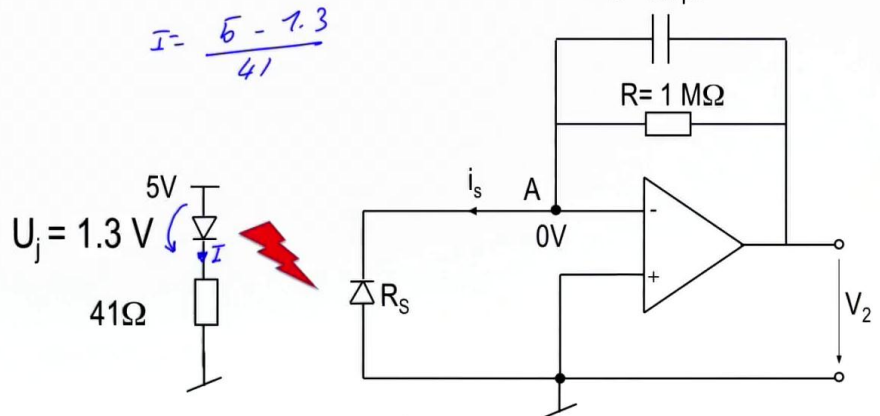 I= 5 - 1.3
41
R= 1 MΩ
5V
i_s
A
U_j = 1.3 V
I
0V
-
+
41Ω
R_S
V_2